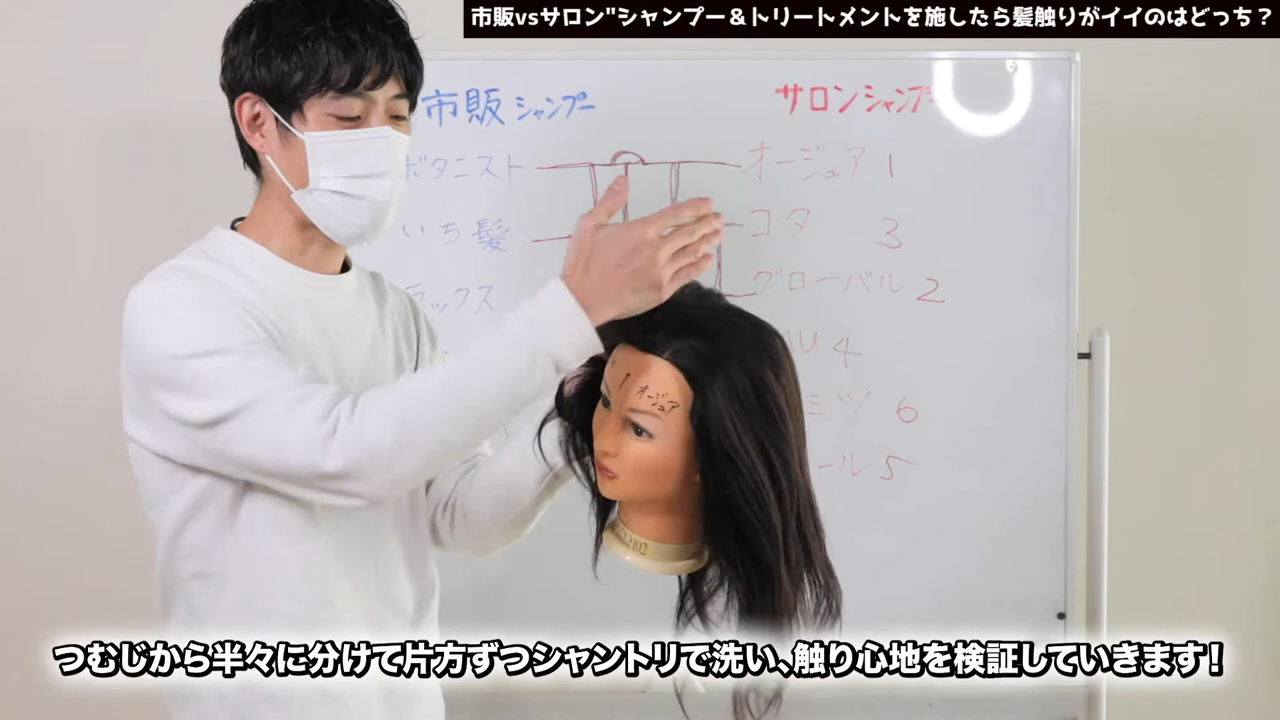 市販vsサロン"シャンプー&トリートメントを施したら髪触りがイイのはどっち?
市販シャンプー
サロンシャンプ
ボタニスト
オージュア 1
いち髪
コタ 3
ラックス
グローバル 2
4
ミツ 6
ール 5
1 オージュア
つむじから半々に分けて片方ずつシャントリで洗い、触り心地を検証していきます!